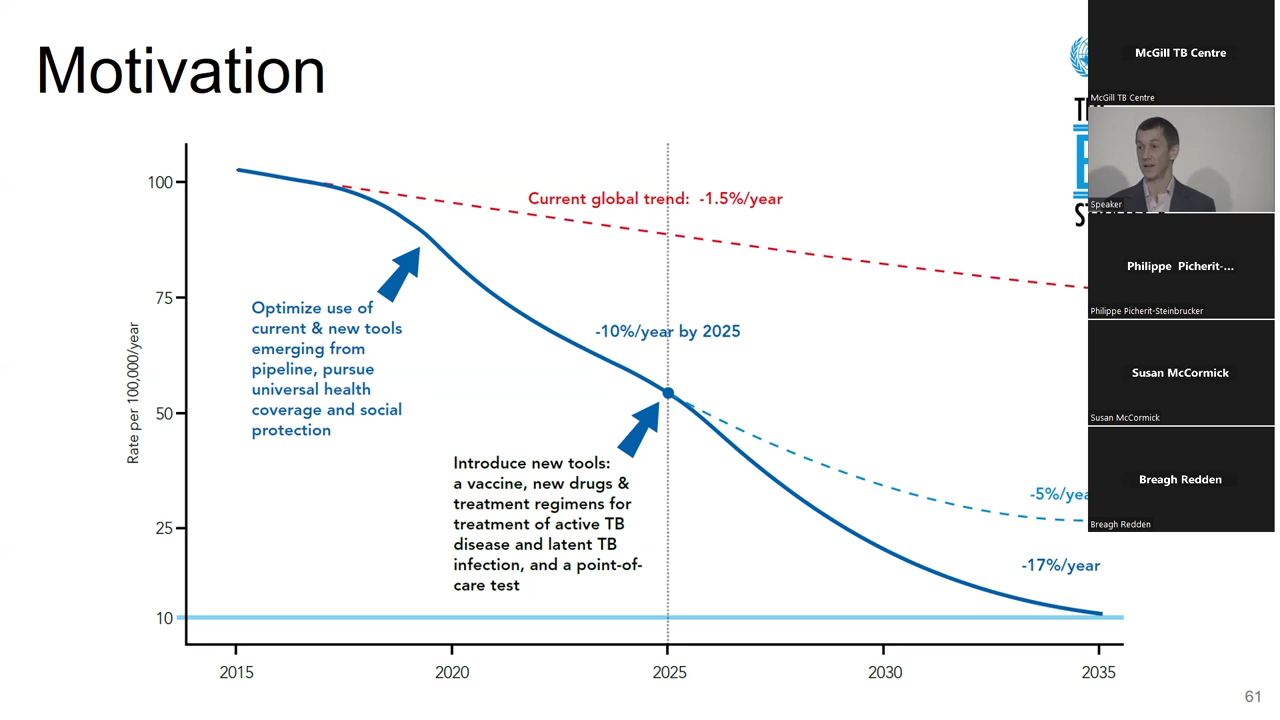 Motivation
100
75
50
25
10
Rate per 100,000/year
Current global trend: -1.5%/year
Optimize use of
current & new tools
emerging from
pipeline, pursue
universal health
coverage and social
protection
-10%/year by 2025
Introduce new tools:
a vaccine, new drugs &
treatment regimens for
treatment of active TB
disease and latent TB
infection, and a point-of-
care test
-5%/yea
-17%/year
2015
2020
2025
2030
2035
61
McGill TB Centre
McGill TB Centre
Speaker
Philippe Picherit-...
Philippe Picherit-Steinbrucker
Susan McCormick
Susan McCormick
Breagh Redden
Breagh Redden